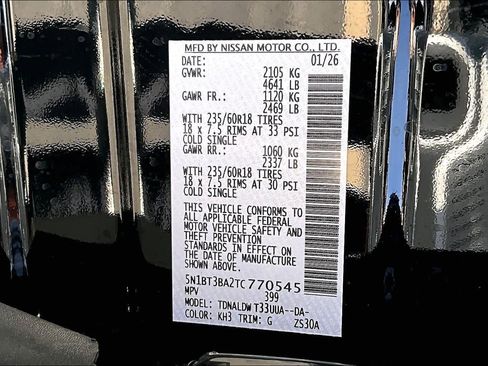 MFD BY NISSAN MOTOR CO., LTD.
DATE: 01/26
GVWR: 2105 KG
4641 LB
GAWR FR.: 1120 KG
2469 LB
WITH 235/60R18 TIRES
18 x 7.5 RIMS AT 33 PSI
COLD SINGLE
GAWR RR.: 1060 KG
2337 LB
WITH 235/60R18 TIRES
18 x 7.5 RIMS AT 30 PSI
COLD SINGLE
THIS VEHICLE CONFORMS TO
ALL APPLICABLE FEDERAL
MOTOR VEHICLE SAFETY AND
THEFT PREVENTION
STANDARDS IN EFFECT ON
THE DATE OF MANUFACTURE
SHOWN ABOVE.
5N1BT3BA2TC770545
MPV 399
MODEL: TDNALDW T33UUA--DA-
COLOR: KH3 TRIM: G ZS30A